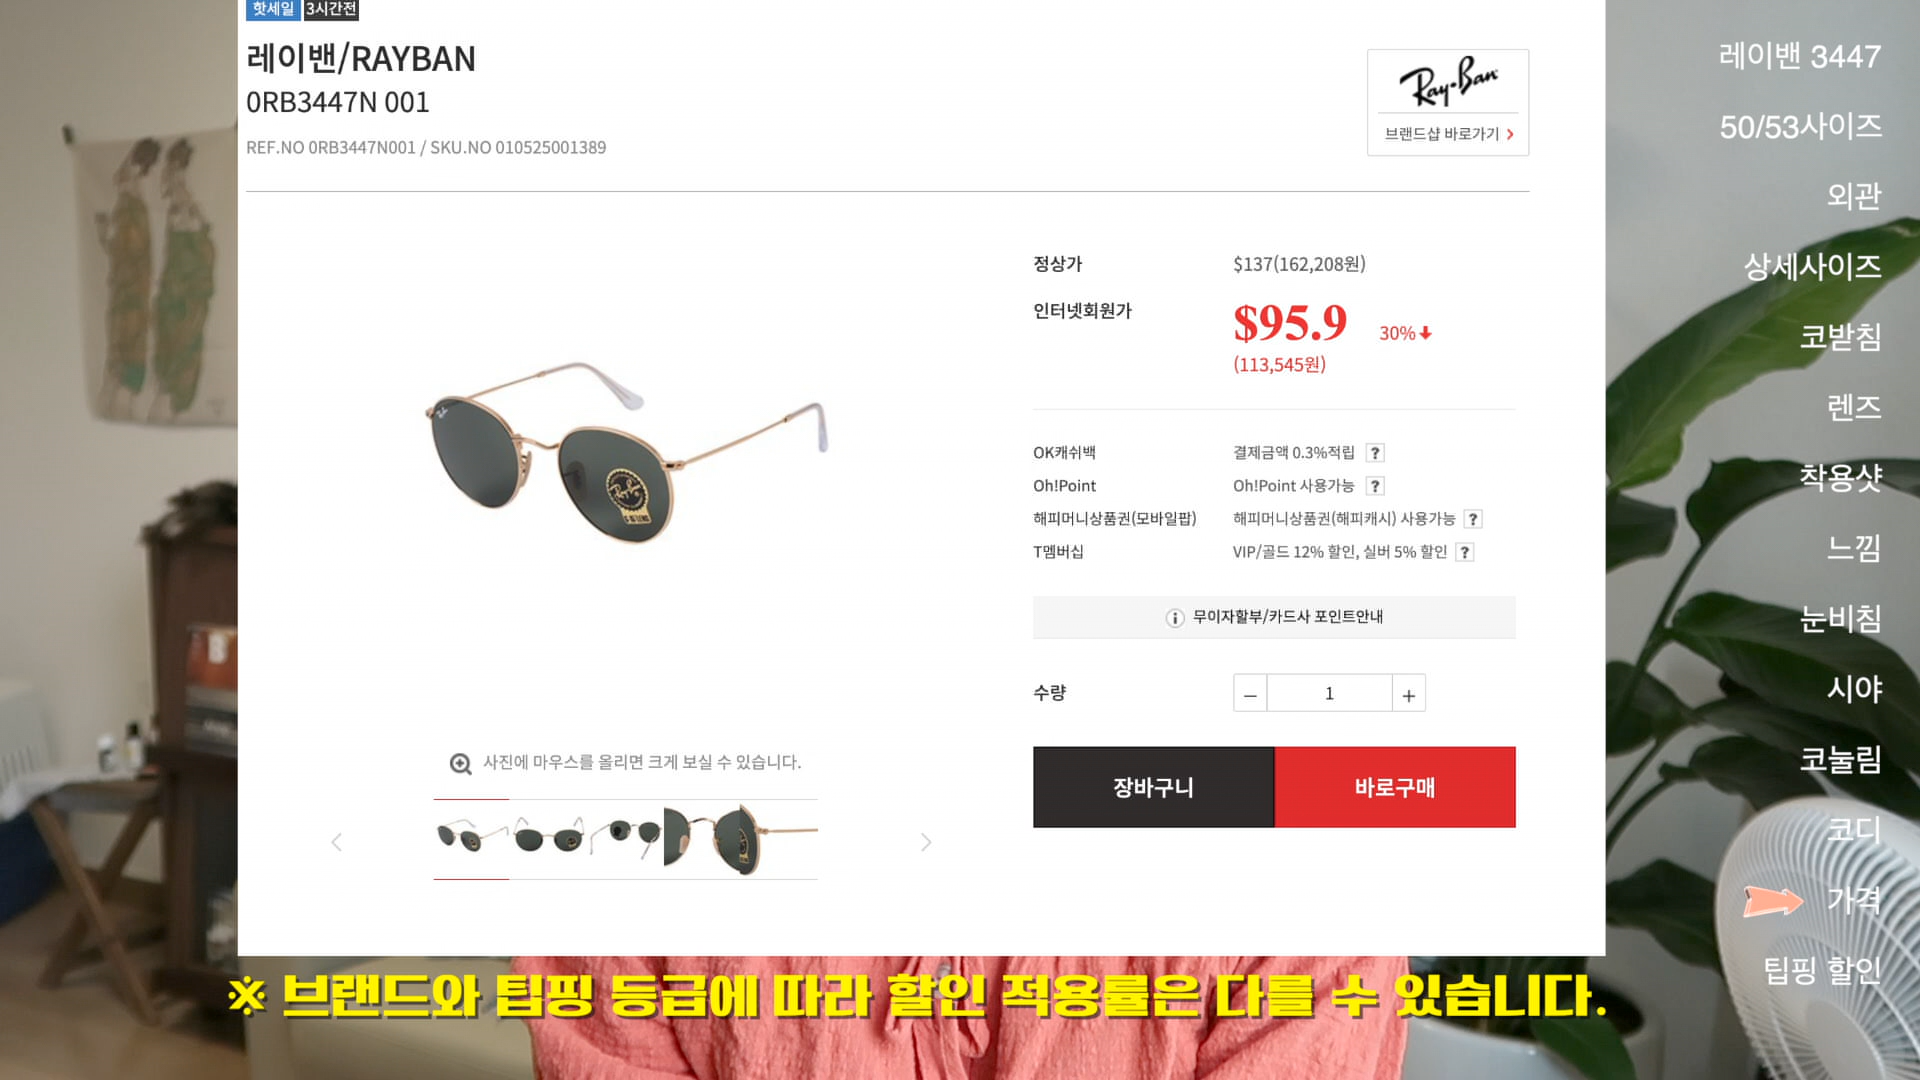 핫세일 3시간전
레이밴/RAYBAN
0RB3447N 001
REF.NO 0RB3447N001 / SKU.NO 010525001389
Ray-Ban
브랜드샵 바로가기
정상가 $137(162,208원)
인터넷회원가 $95.9 30%
(113,545원)
OK캐쉬백 결제금액 0.3%적립 ?
Oh!Point Oh!Point 사용가능 ?
해피머니상품권(모바일팝) 해피머니상품권(해피캐시) 사용가능 ?
T멤버십 VIP/골드 12% 할인, 실버 5% 할인 ?
무이자할부/카드사 포인트안내
수량 – 1 +
사진에 마우스를 올리면 크게 보실 수 있습니다.
장바구니 바로구매
레이밴 3447
50/53사이즈
외관
상세사이즈
코받침
렌즈
착용샷
느낌
눈비침
시야
코눌림
코디
가격
팁핑 할인
※ 브랜드와 팁핑 등급에 따라 할인 적용률은 다를 수 있습니다.